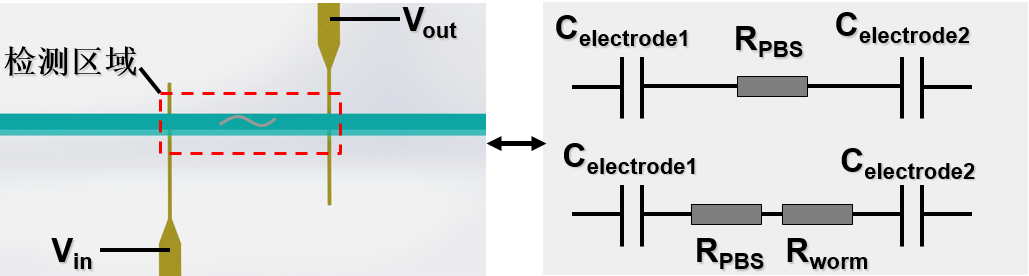 Vout
检测区域
Vin
Celectrode1
RPBS
Celectrode2
Celectrode1
Celectrode2
RPBS
Rworm